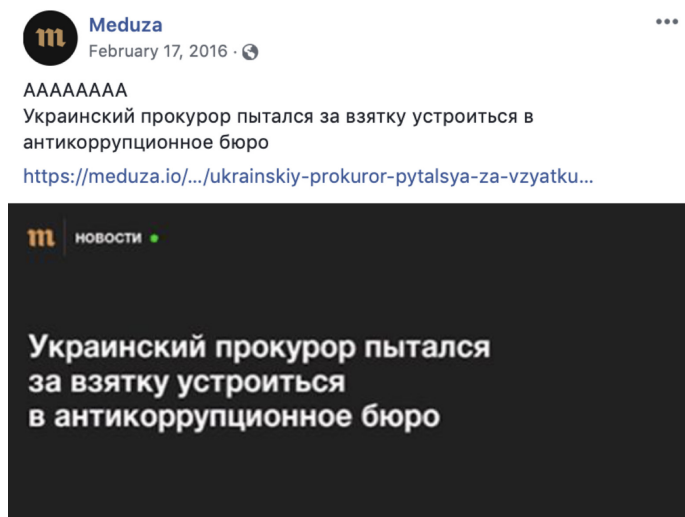 m
Meduza
February 17, 2016 ·
АААААААА
Украинский прокурор пытался за взятку устроиться в
антикоррупционное бюро
https://meduza.io/.../ukrainskiy-prokuror-pytalsya-za-vzyatku...
m НОВОСТИ
Украинский прокурор пытался
за взятку устроиться
в антикоррупционное бюро